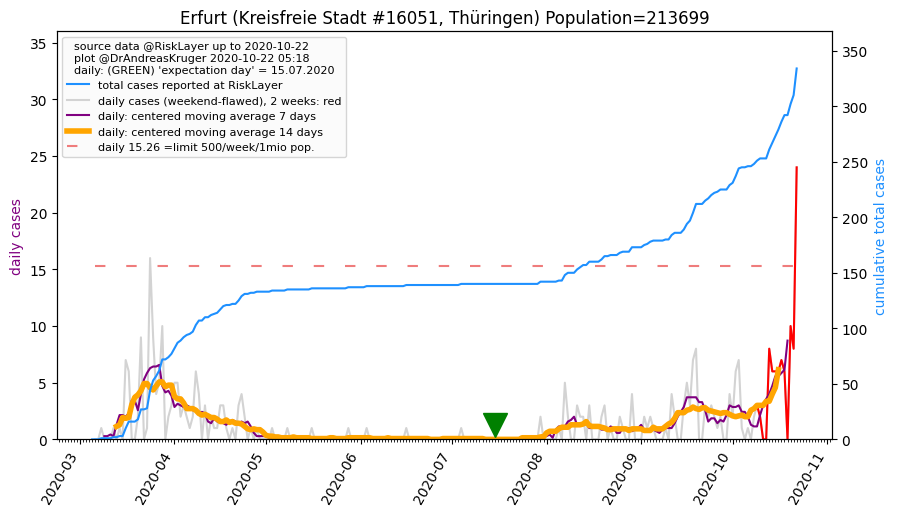 Erfurt (Kreisfreie Stadt #16051, Thüringen) Population=213699
source data @RiskLayer up to 2020-10-22
plot @DrAndreasKruger 2020-10-22 05:18
daily: (GREEN) 'expectation day' = 15.07.2020
total cases reported at RiskLayer
daily cases (weekend-flawed), 2 weeks: red
daily: centered moving average 7 days
daily: centered moving average 14 days
daily 15.26 =limit 500/week/1mio pop.
daily cases
35
30
25
20
15
10
5
0
cumulative total cases
350
300
250
200
150
100
50
0
2020-03
2020-04
2020-05
2020-06
2020-07
2020-08
2020-09
2020-10
2020-11